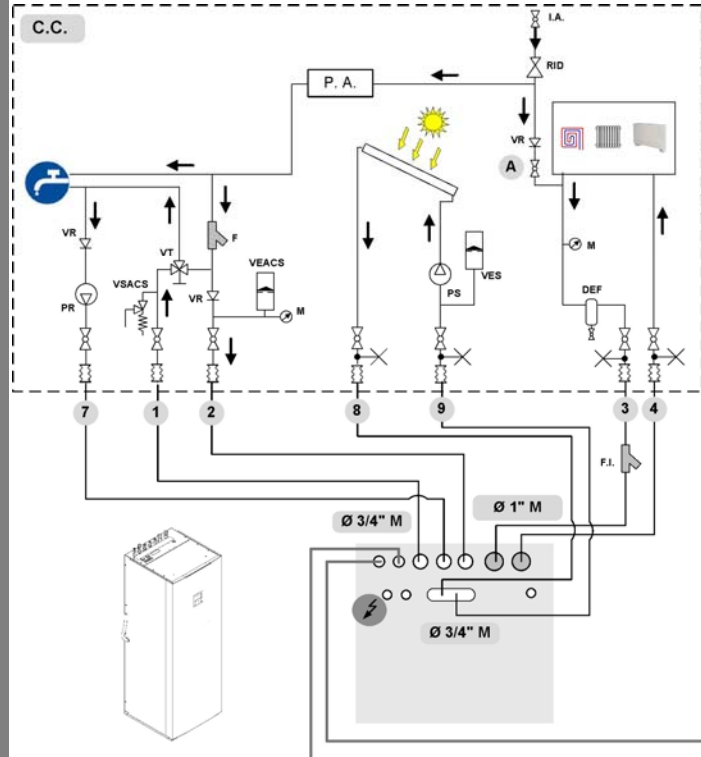 C.C.
I.A.
RID
P. A.
VR
A
F
VR
VT
VEACS
VSACS
VR
PR
M
PS
VES
M
DEF
7
1
2
8
9
3
4
F.I.
Ø 3/4" M
Ø 1" M
Ø 3/4" M